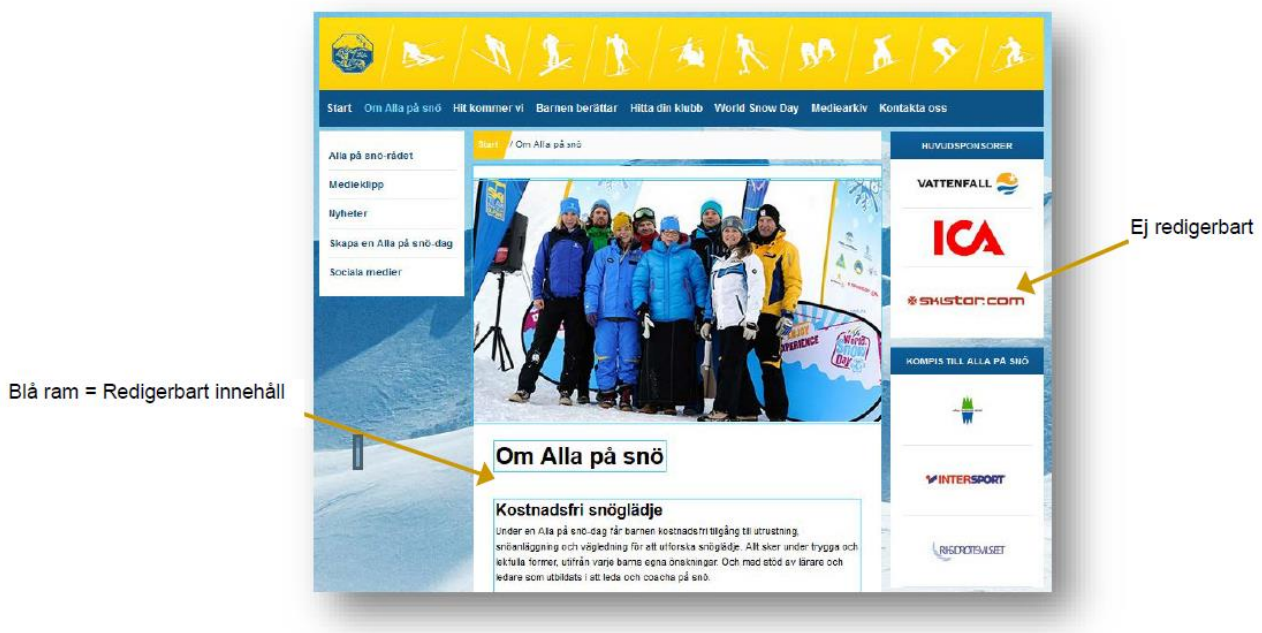 Start Om Alla på snö Hit kommer vi Barnen berättar Hitta din klubb World Snow Day Mediearkiv Kontakta oss
Alla på snö-rådet
Medieklipp
Nyheter
Skapa en Alla på snö-dag
Sociala medier
Start / Om Alla på snö
ENJOY
EXPERIENCE
World
Snow
Day
Om Alla på snö
Kostnadsfri snöglädje
Under en Alla på snö-dag får barnen kostnadsfri tillgång till utrustning,
snöanläggning och vägledning för att utforska snöglädje. Allt sker under trygga och
lekfulla former, utifrån varje barns egna önskningar. Och med stöd av lärare och
ledare som utbildats i att leda och coacha på snö.
HUVUDSPONSORER
VATTENFALL
ICA
skistar.com
KOMPIS TILL ALLA PÅ SNÖ
INTERSPORT
RIKSIDROTTSMUSEET
Ej redigerbart
Blå ram = Redigerbart innehåll